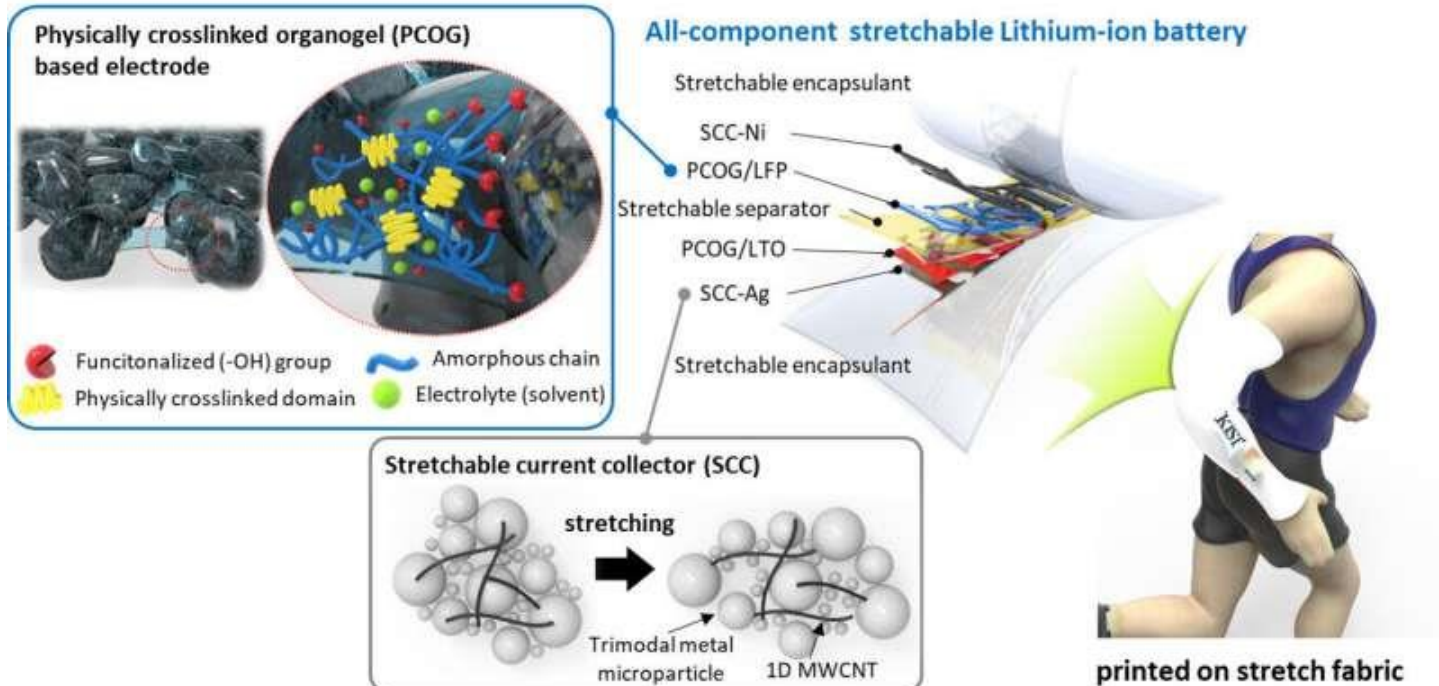 Physically crosslinked organogel (PCOG)
based electrode
Funcitonalized (-OH) group
Amorphous chain
Physically crosslinked domain
Electrolyte (solvent)
All-component stretchable Lithium-ion battery
Stretchable encapsulant
SCC-Ni
PCOG/LFP
Stretchable separator
PCOG/LTO
SCC-Ag
Stretchable encapsulant
KIST
Stretchable current collector (SCC)
stretching
Trimodal metal
microparticle
1D MWCNT
printed on stretch fabric